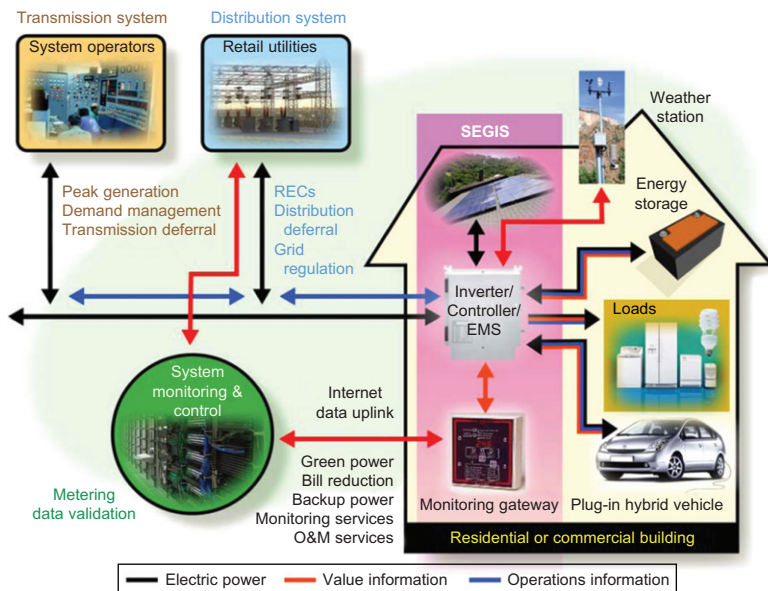 Transmission system
Distribution system
System operators
Retail utilities
Peak generation
Demand management
Transmission deferral
RECs
Distribution
deferral
Grid
regulation
SEGIS
Weather
station
Energy
storage
Inverter/
Controller/
EMS
Loads
System
monitoring &
control
Internet
data uplink
Green power
Bill reduction
Backup power
Monitoring services
O&M services
Metering
data validation
Monitoring gateway
Plug-in hybrid vehicle
Residential or commercial building
Electric power
Value information
Operations information